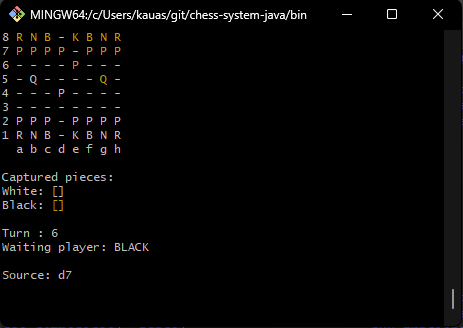 MINGW64:/c/Users/kauas/git/chess-system-java/bin
8 R N B - K B N R
7 P P P P - P P P
6 - - - - P - - -
5 - Q - - - - Q -
4 - - - P - - - -
3 - - - - - - - -
2 P P P - P P P P
1 R N B - K B N R
a b c d e f g h
Captured pieces:
White: []
Black: []
Turn : 6
Waiting player: BLACK
Source: d7